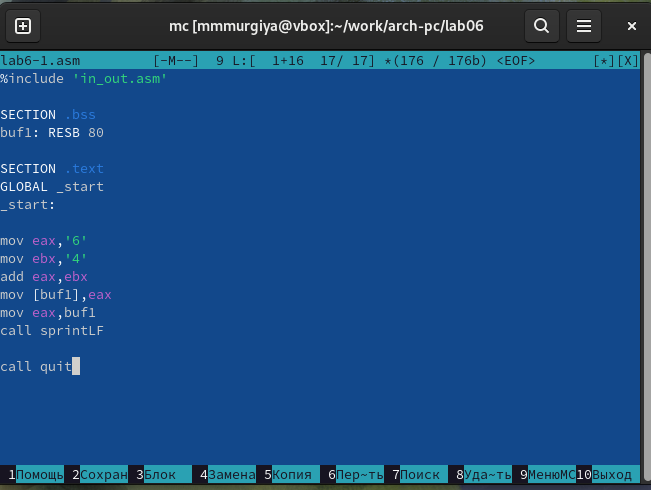 mc [mmmurgiya@vbox]:~/work/arch-pc/lab06
lab6-1.asm [-M--] 9 L:[ 1+16 17/ 17] *(176 / 176b) <EOF> [*][X]
%include 'in_out.asm'
SECTION .bss
buf1: RESB 80
SECTION .text
GLOBAL _start
_start:
mov eax,'6'
mov ebx,'4'
add eax,ebx
mov [buf1],eax
mov eax,buf1
call sprintLF
call quit
1Помощь 2Сохран 3Блок 4Замена 5Копия 6Пер~ть 7Поиск 8Уда~ть 9МенюMC 10Выход